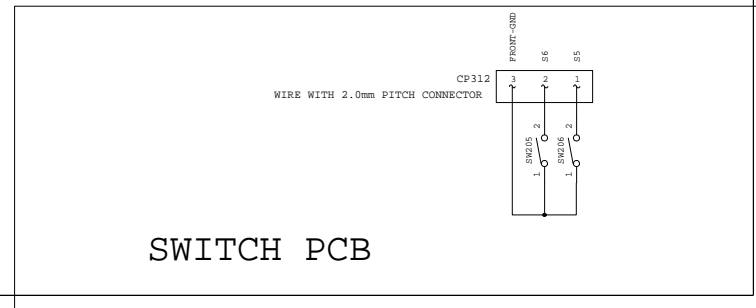 FRONT-GND
S6
S5
CP312
3
2
1
WIRE WITH 2.0mm PITCH CONNECTOR
2
2
SW205
SW206
1
1
SWITCH PCB